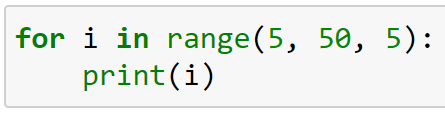 for i in range(5, 50, 5):
    print(i)